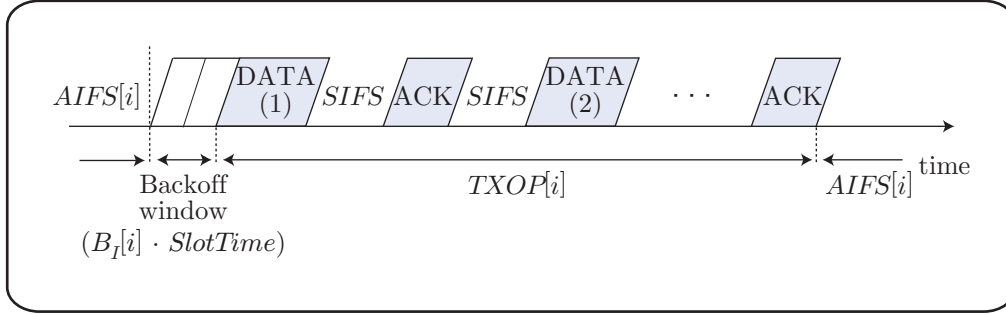 AIFS[i]
DATA
(1)
SIFS
ACK
SIFS
DATA
(2)
· · ·
ACK
time
Backoff
window
(B_I[i] · SlotTime)
TXOP[i]
AIFS[i]